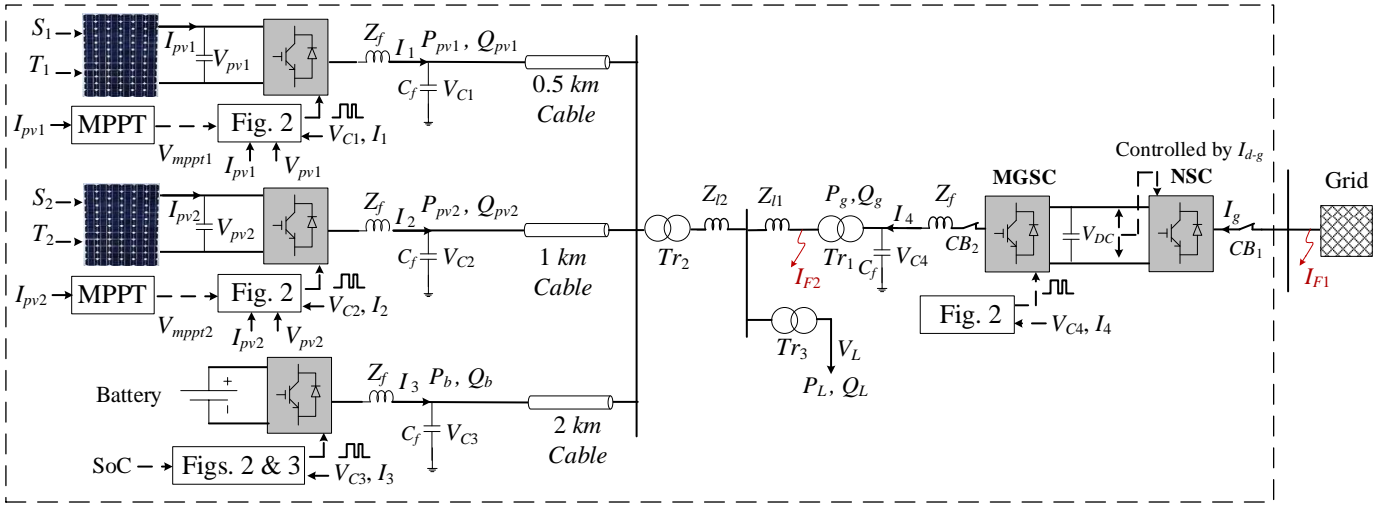 S1
T1
Ipv1
Vpv1
Zf
I1
Ppv1, Qpv1
Cf
VC1
0.5 km
Cable
Ipv1
MPPT
Vmppt1
Fig. 2
VC1, I1
Ipv1
Vpv1
S2
T2
Ipv2
Vpv2
Zf
I2
Ppv2, Qpv2
Cf
VC2
1 km
Cable
Ipv2
MPPT
Vmppt2
Fig. 2
VC2, I2
Ipv2
Vpv2
Battery
+
−
Zf
I3
Pb, Qb
Cf
VC3
2 km
Cable
SoC
Figs. 2 & 3
VC3, I3
Tr2
Zl2
Zl1
IF2
Pg,Qg
Tr1
I4
Cf
VC4
Zf
CB2
Tr3
VL
PL, QL
MGSC
Controlled by Id-g
NSC
VDC
Fig. 2
VC4, I4
Ig
CB1
IF1
Grid